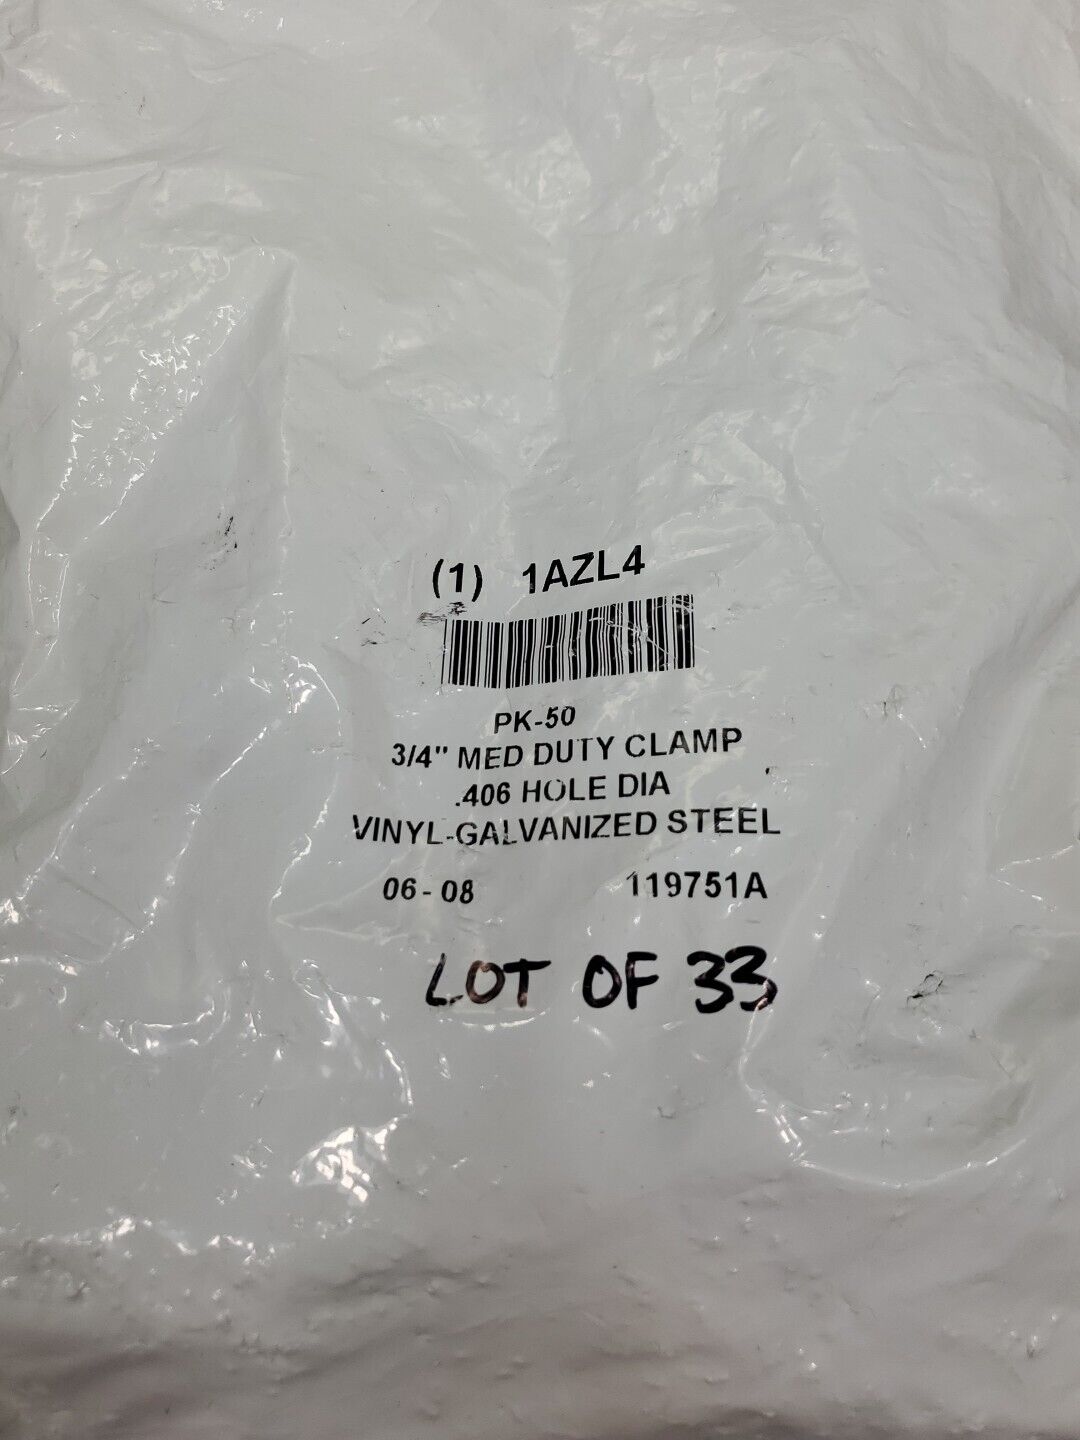 (1) 1AZL4
PK-50
3/4" MED DUTY CLAMP
.406 HOLE DIA
VINYL-GALVANIZED STEEL
06-08 119751A
LOT OF 33